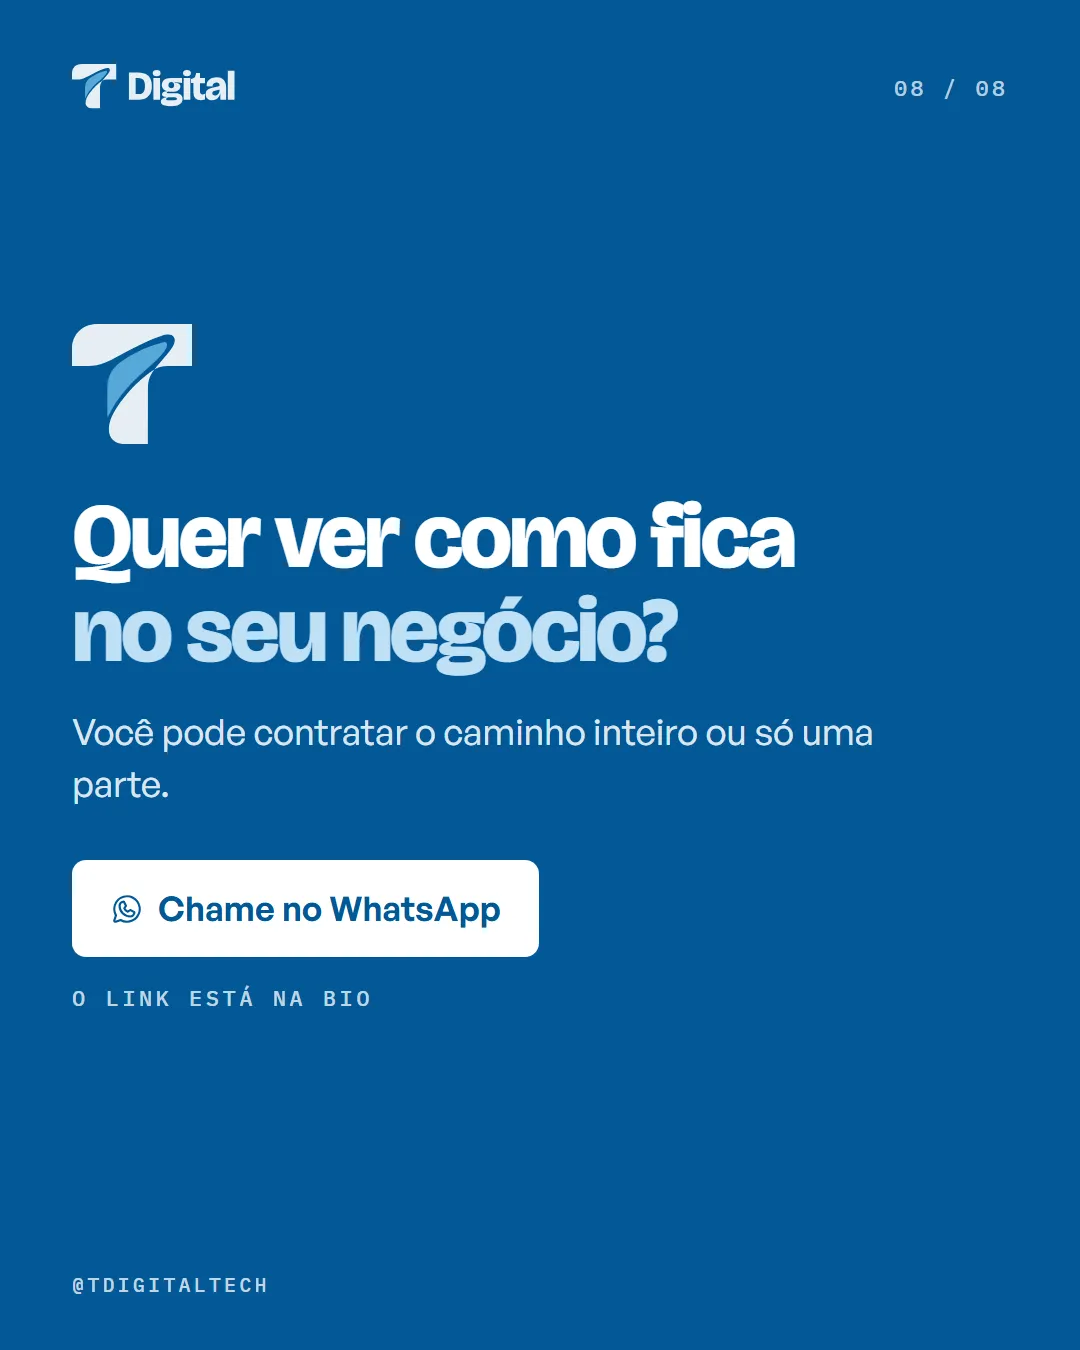 Digital
08 / 08
Quer ver como fica
no seu negócio?
Você pode contratar o caminho inteiro ou só uma
parte.
Chame no WhatsApp
O LINK ESTÁ NA BIO
@TDIGITALTECH